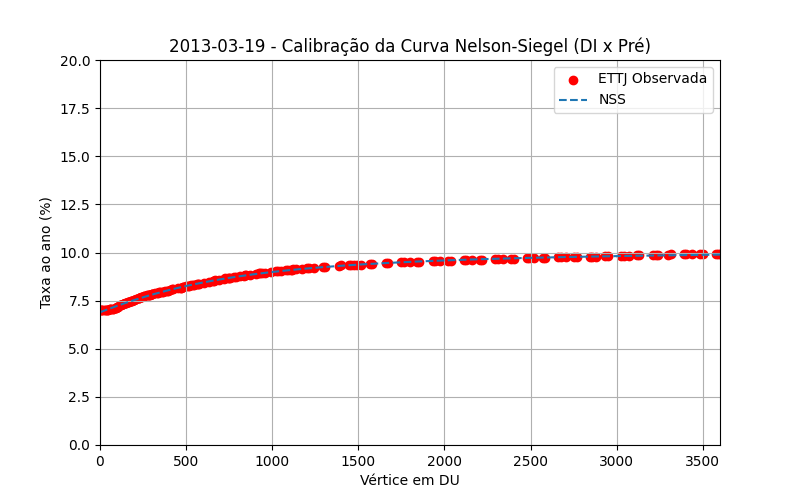 2013-03-19 - Calibração da Curva Nelson-Siegel (DI x Pré)
20.0
17.5
15.0
12.5
10.0
7.5
5.0
2.5
0.0
Taxa ao ano (%)
ETTJ Observada
NSS
0 500 1000 1500 2000 2500 3000 3500
Vértice em DU